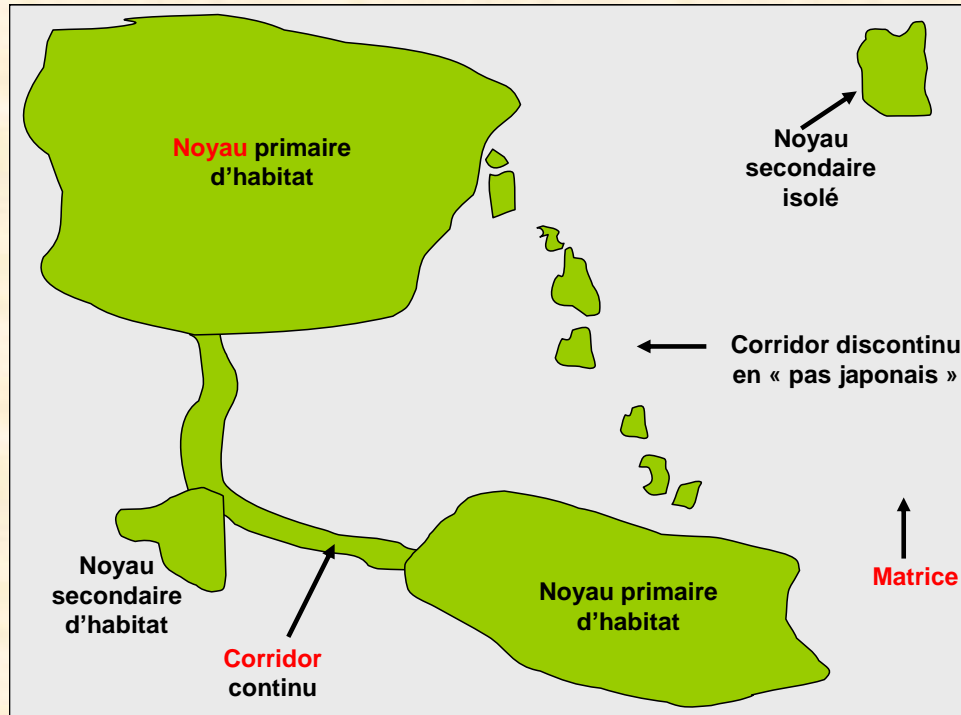 Noyau primaire
d'habitat
Noyau
secondaire
isolé
Corridor discontinu
en « pas japonais »
Noyau
secondaire
d'habitat
Noyau primaire
d'habitat
Matrice
Corridor
continu